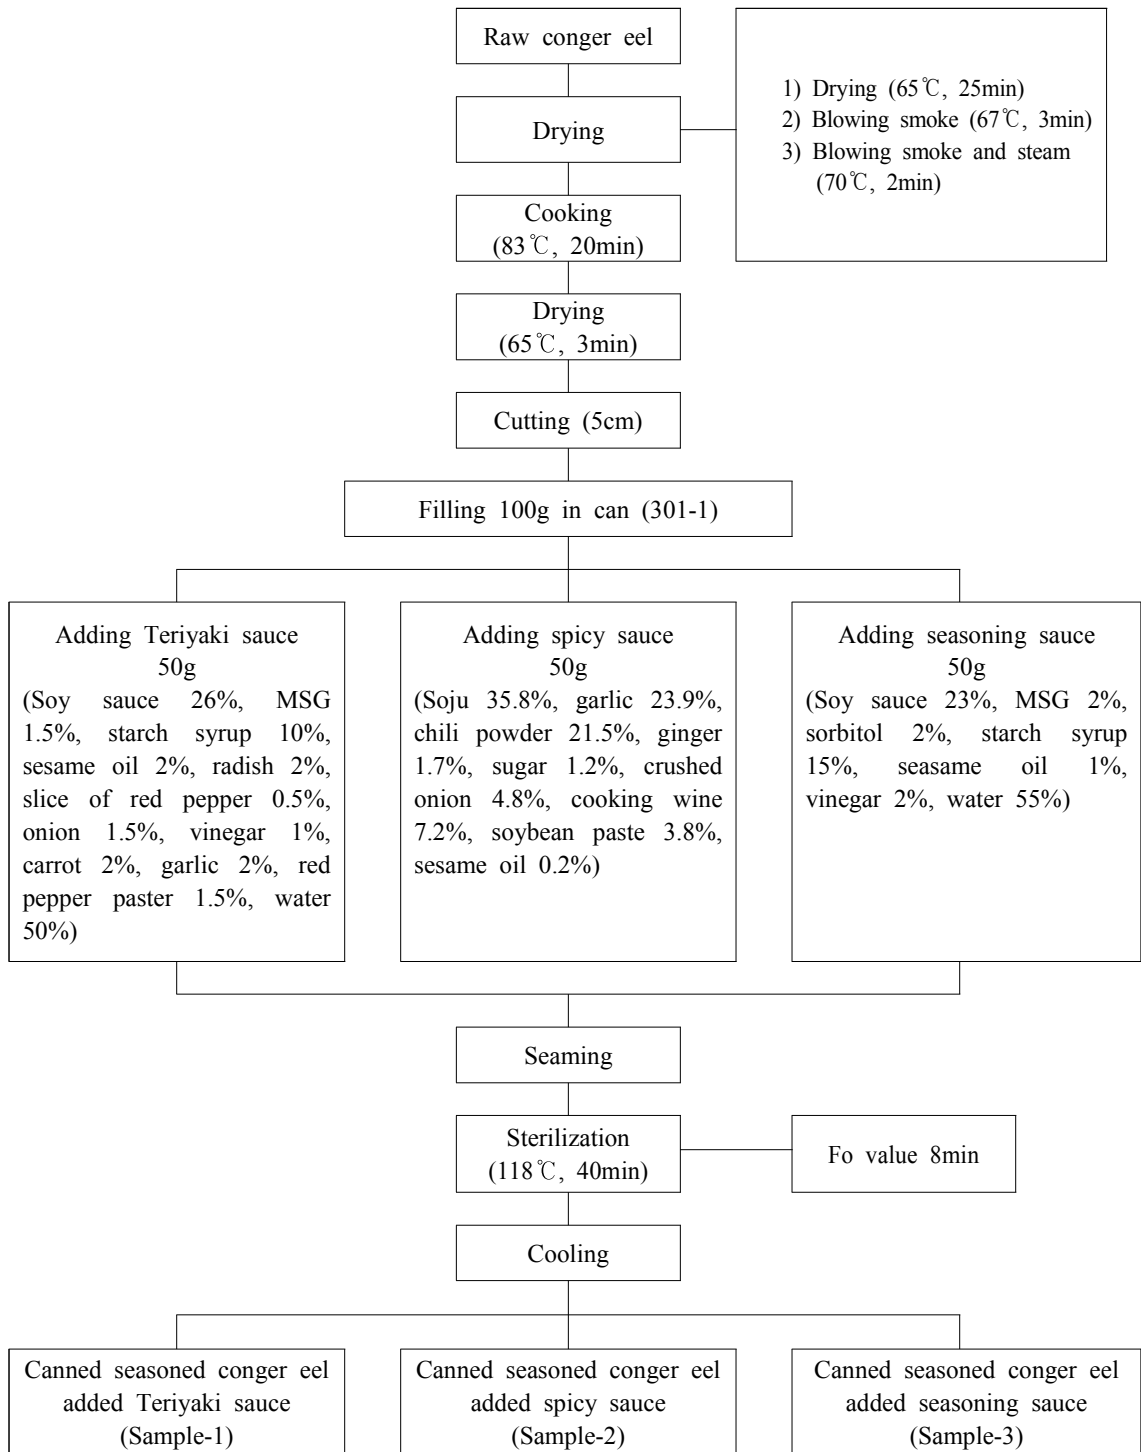 Raw conger eel
Drying
1) Drying (65℃, 25min)
2) Blowing smoke (67℃, 3min)
3) Blowing smoke and steam
(70℃, 2min)
Cooking
(83℃, 20min)
Drying
(65℃, 3min)
Cutting (5cm)
Filling 100g in can (301-1)
Adding Teriyaki sauce
50g
(Soy sauce 26%, MSG
1.5%, starch syrup 10%,
sesame oil 2%, radish 2%,
slice of red pepper 0.5%,
onion 1.5%, vinegar 1%,
carrot 2%, garlic 2%, red
pepper paster 1.5%, water
50%)
Adding spicy sauce
50g
(Soju 35.8%, garlic 23.9%,
chili powder 21.5%, ginger
1.7%, sugar 1.2%, crushed
onion 4.8%, cooking wine
7.2%, soybean paste 3.8%,
sesame oil 0.2%)
Adding seasoning sauce
50g
(Soy sauce 23%, MSG 2%,
sorbitol 2%, starch syrup
15%, seasame oil 1%,
vinegar 2%, water 55%)
Seaming
Sterilization
(118℃, 40min)
Fo value 8min
Cooling
Canned seasoned conger eel
added Teriyaki sauce
(Sample-1)
Canned seasoned conger eel
added spicy sauce
(Sample-2)
Canned seasoned conger eel
added seasoning sauce
(Sample-3)